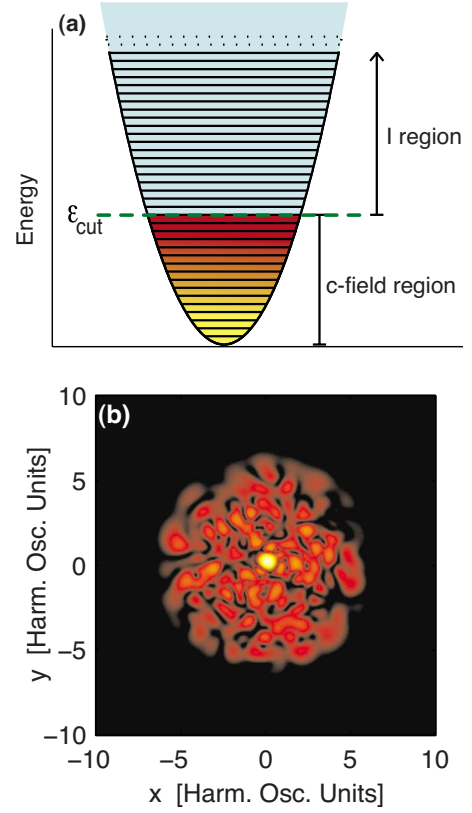 (a)
Energy
εcut
I region
c-field region
(b)
10
5
0
−5
−10
y [Harm. Osc. Units]
−10 −5 0 5 10
x [Harm. Osc. Units]